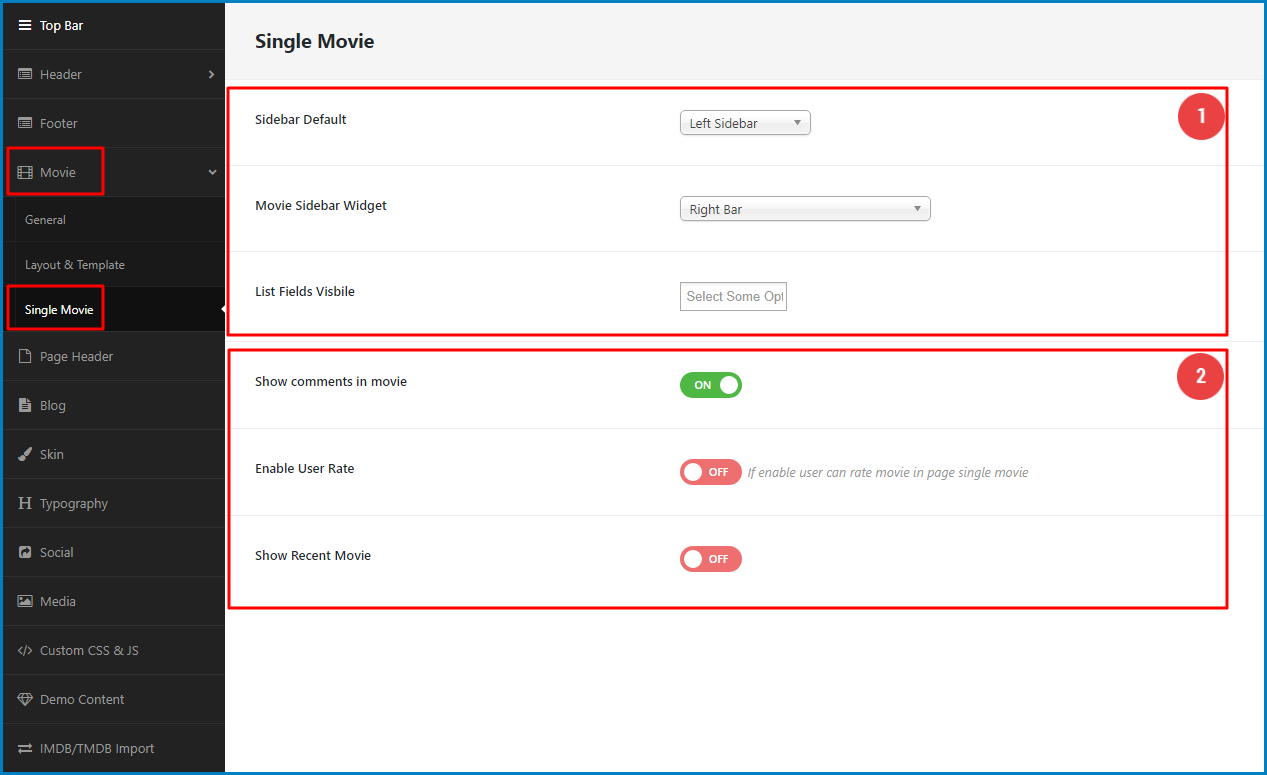 Top Bar
Header
Footer
Movie
General
Layout & Template
Single Movie
Page Header
Blog
Skin
Typography
Social
Media
Custom CSS & JS
Demo Content
IMDB/TMDB Import
Single Movie
1
Sidebar Default
Left Sidebar
Movie Sidebar Widget
Right Bar
List Fields Visbile
Select Some Opt
2
Show comments in movie
ON
Enable User Rate
OFF If enable user can rate movie in page single movie
Show Recent Movie
OFF